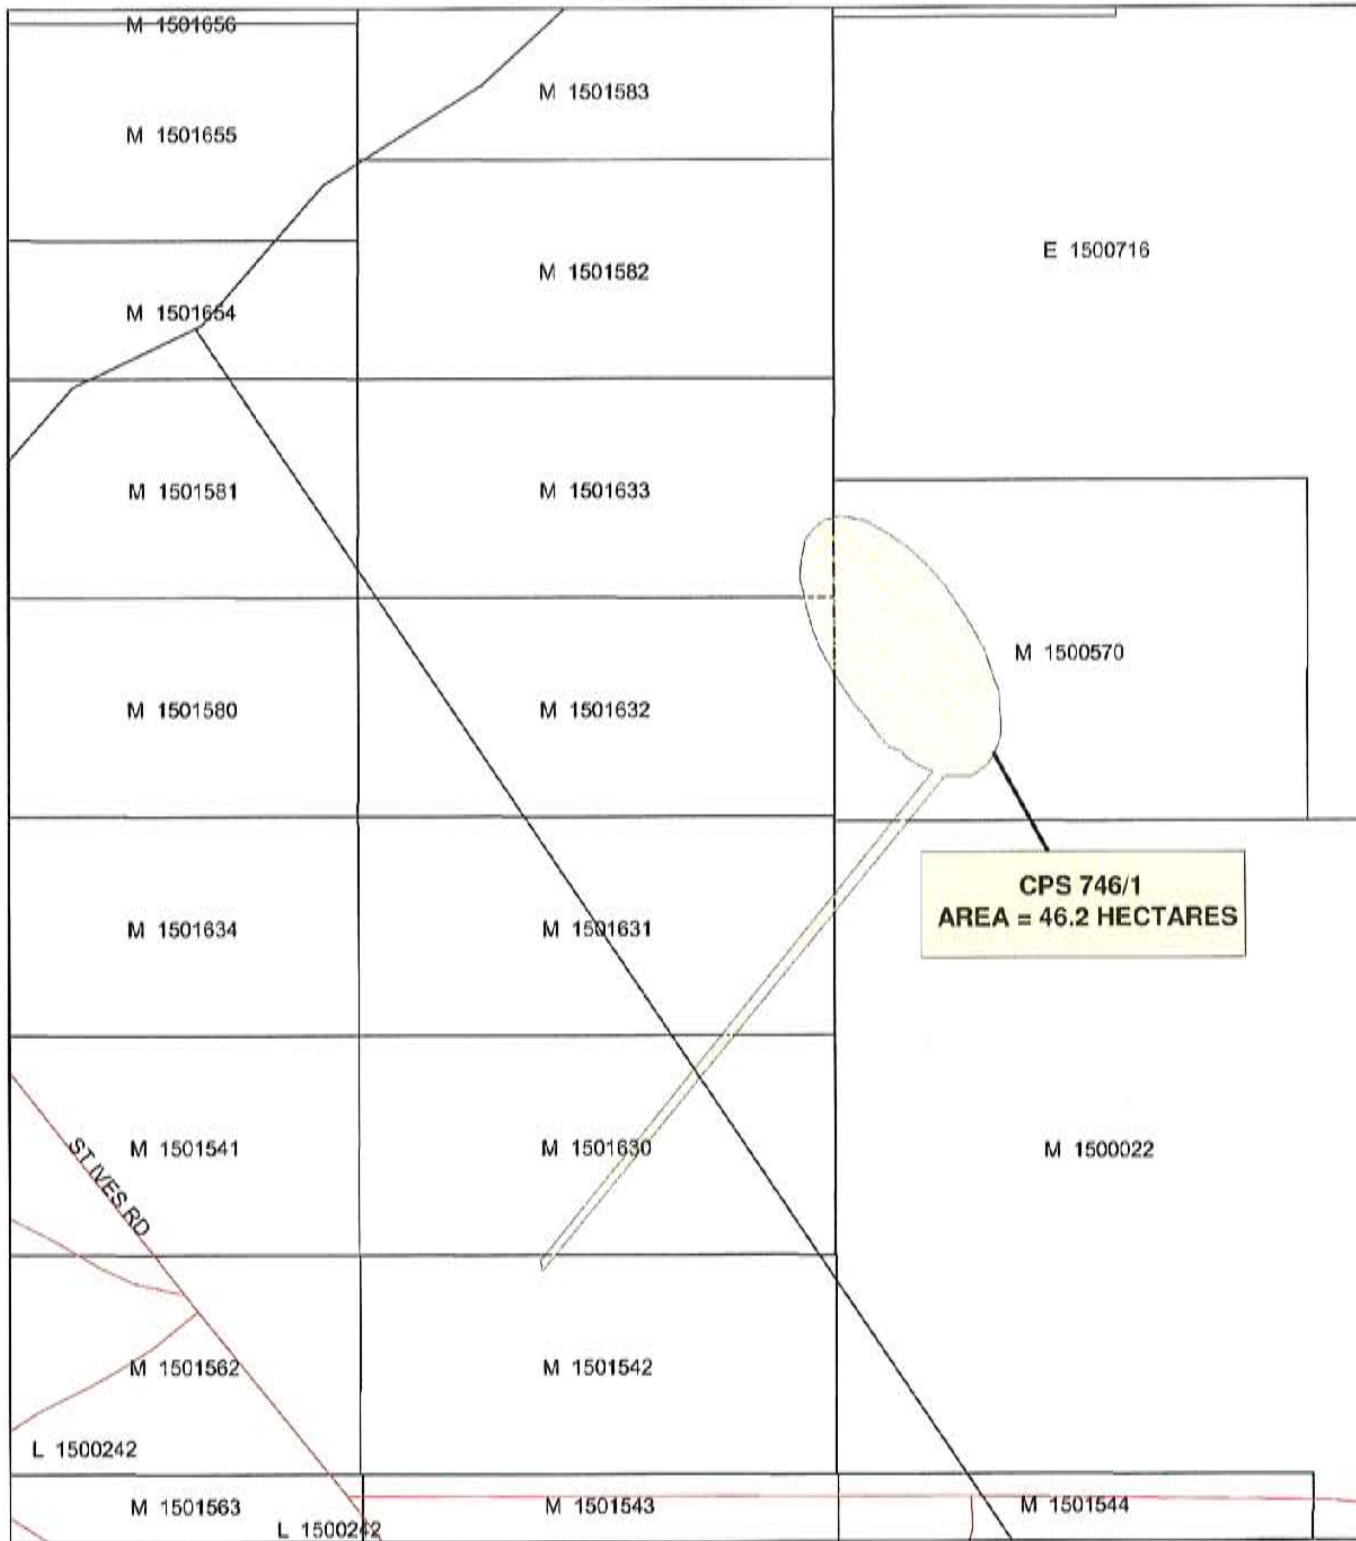 M 1501656
M 1501583
M 1501655
E 1500716
M 1501582
M 1501654
M 1501581
M 1501633
M 1500570
M 1501580
M 1501632
CPS 746/1
AREA = 46.2 HECTARES
M 1501634
M 1501631
ST IVES RD
M 1501541
M 1501630
M 1500022
M 1501562
M 1501542
L 1500242
M 1501563
M 1501543
M 1501544
L 1500242